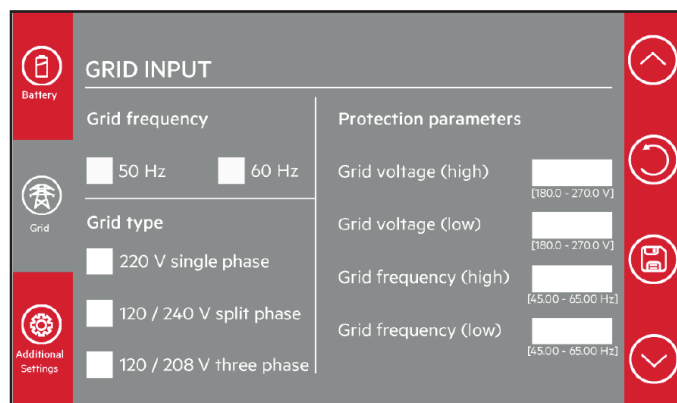 Battery
Grid
Additional
Settings
GRID INPUT
Grid frequency
50 Hz
60 Hz
Grid type
220 V single phase
120 / 240 V split phase
120 / 208 V three phase
Protection parameters
Grid voltage (high)
[180.0 - 270.0 V]
Grid voltage (low)
[180.0 - 270.0 V]
Grid frequency (high)
[45.00 - 65.00 Hz]
Grid frequency (low)
[45.00 - 65.00 Hz]